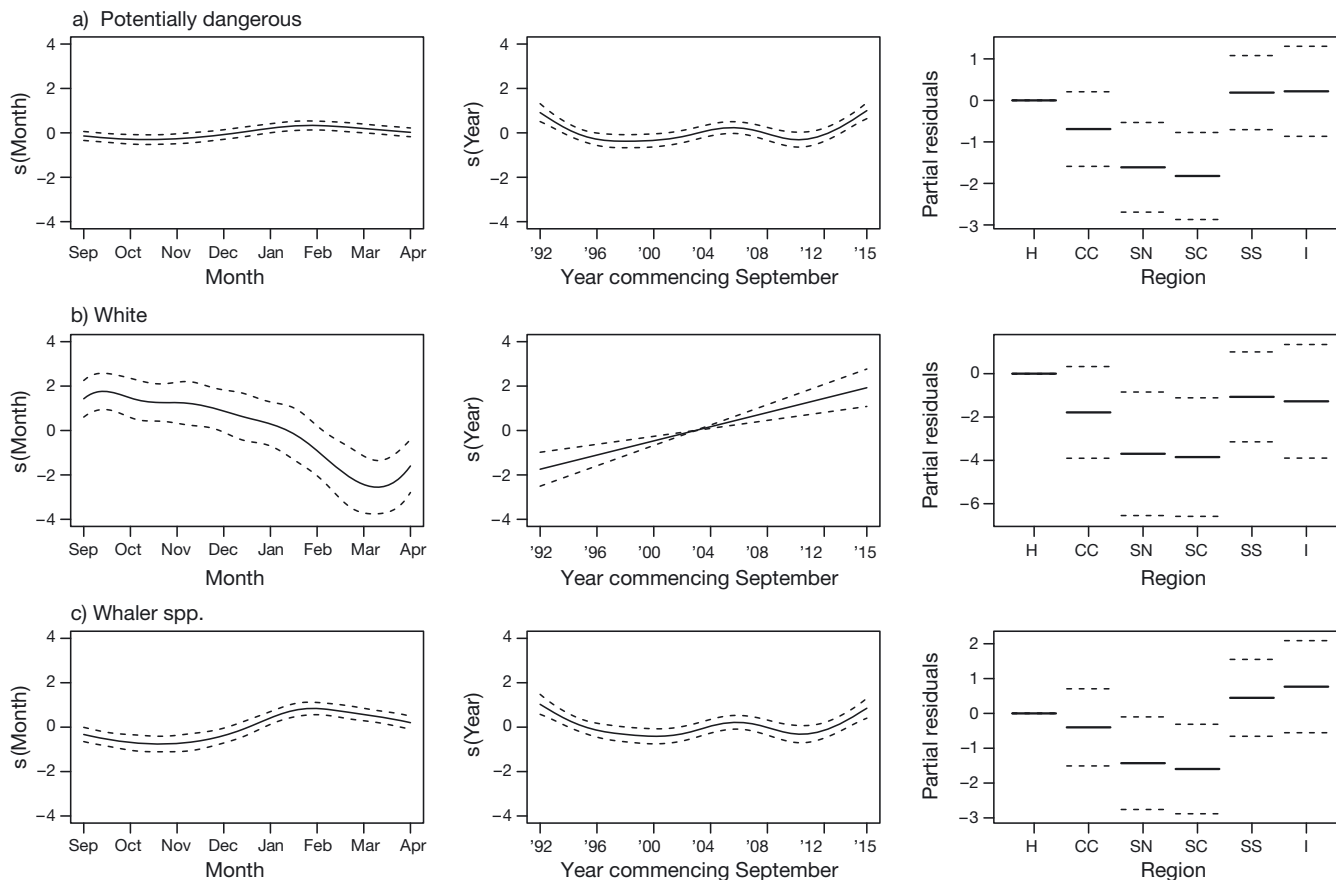 a) Potentially dangerous
4
2
0
−2
−4
s(Month)
Sep Oct Nov Dec Jan Feb Mar Apr
Month
4
2
0
−2
−4
s(Year)
’92 ’96 ’00 ’04 ’08 ’12 ’15
Year commencing September
1
0
−1
−2
−3
Partial residuals
H CC SN SC SS I
Region
b) White
4
2
0
−2
−4
s(Month)
Sep Oct Nov Dec Jan Feb Mar Apr
Month
4
2
0
−2
−4
s(Year)
’92 ’96 ’00 ’04 ’08 ’12 ’15
Year commencing September
0
−2
−4
−6
Partial residuals
H CC SN SC SS I
Region
c) Whaler spp.
4
2
0
−2
−4
s(Month)
Sep Oct Nov Dec Jan Feb Mar Apr
Month
4
2
0
−2
−4
s(Year)
’92 ’96 ’00 ’04 ’08 ’12 ’15
Year commencing September
2
1
0
−1
−2
−3
Partial residuals
H CC SN SC SS I
Region